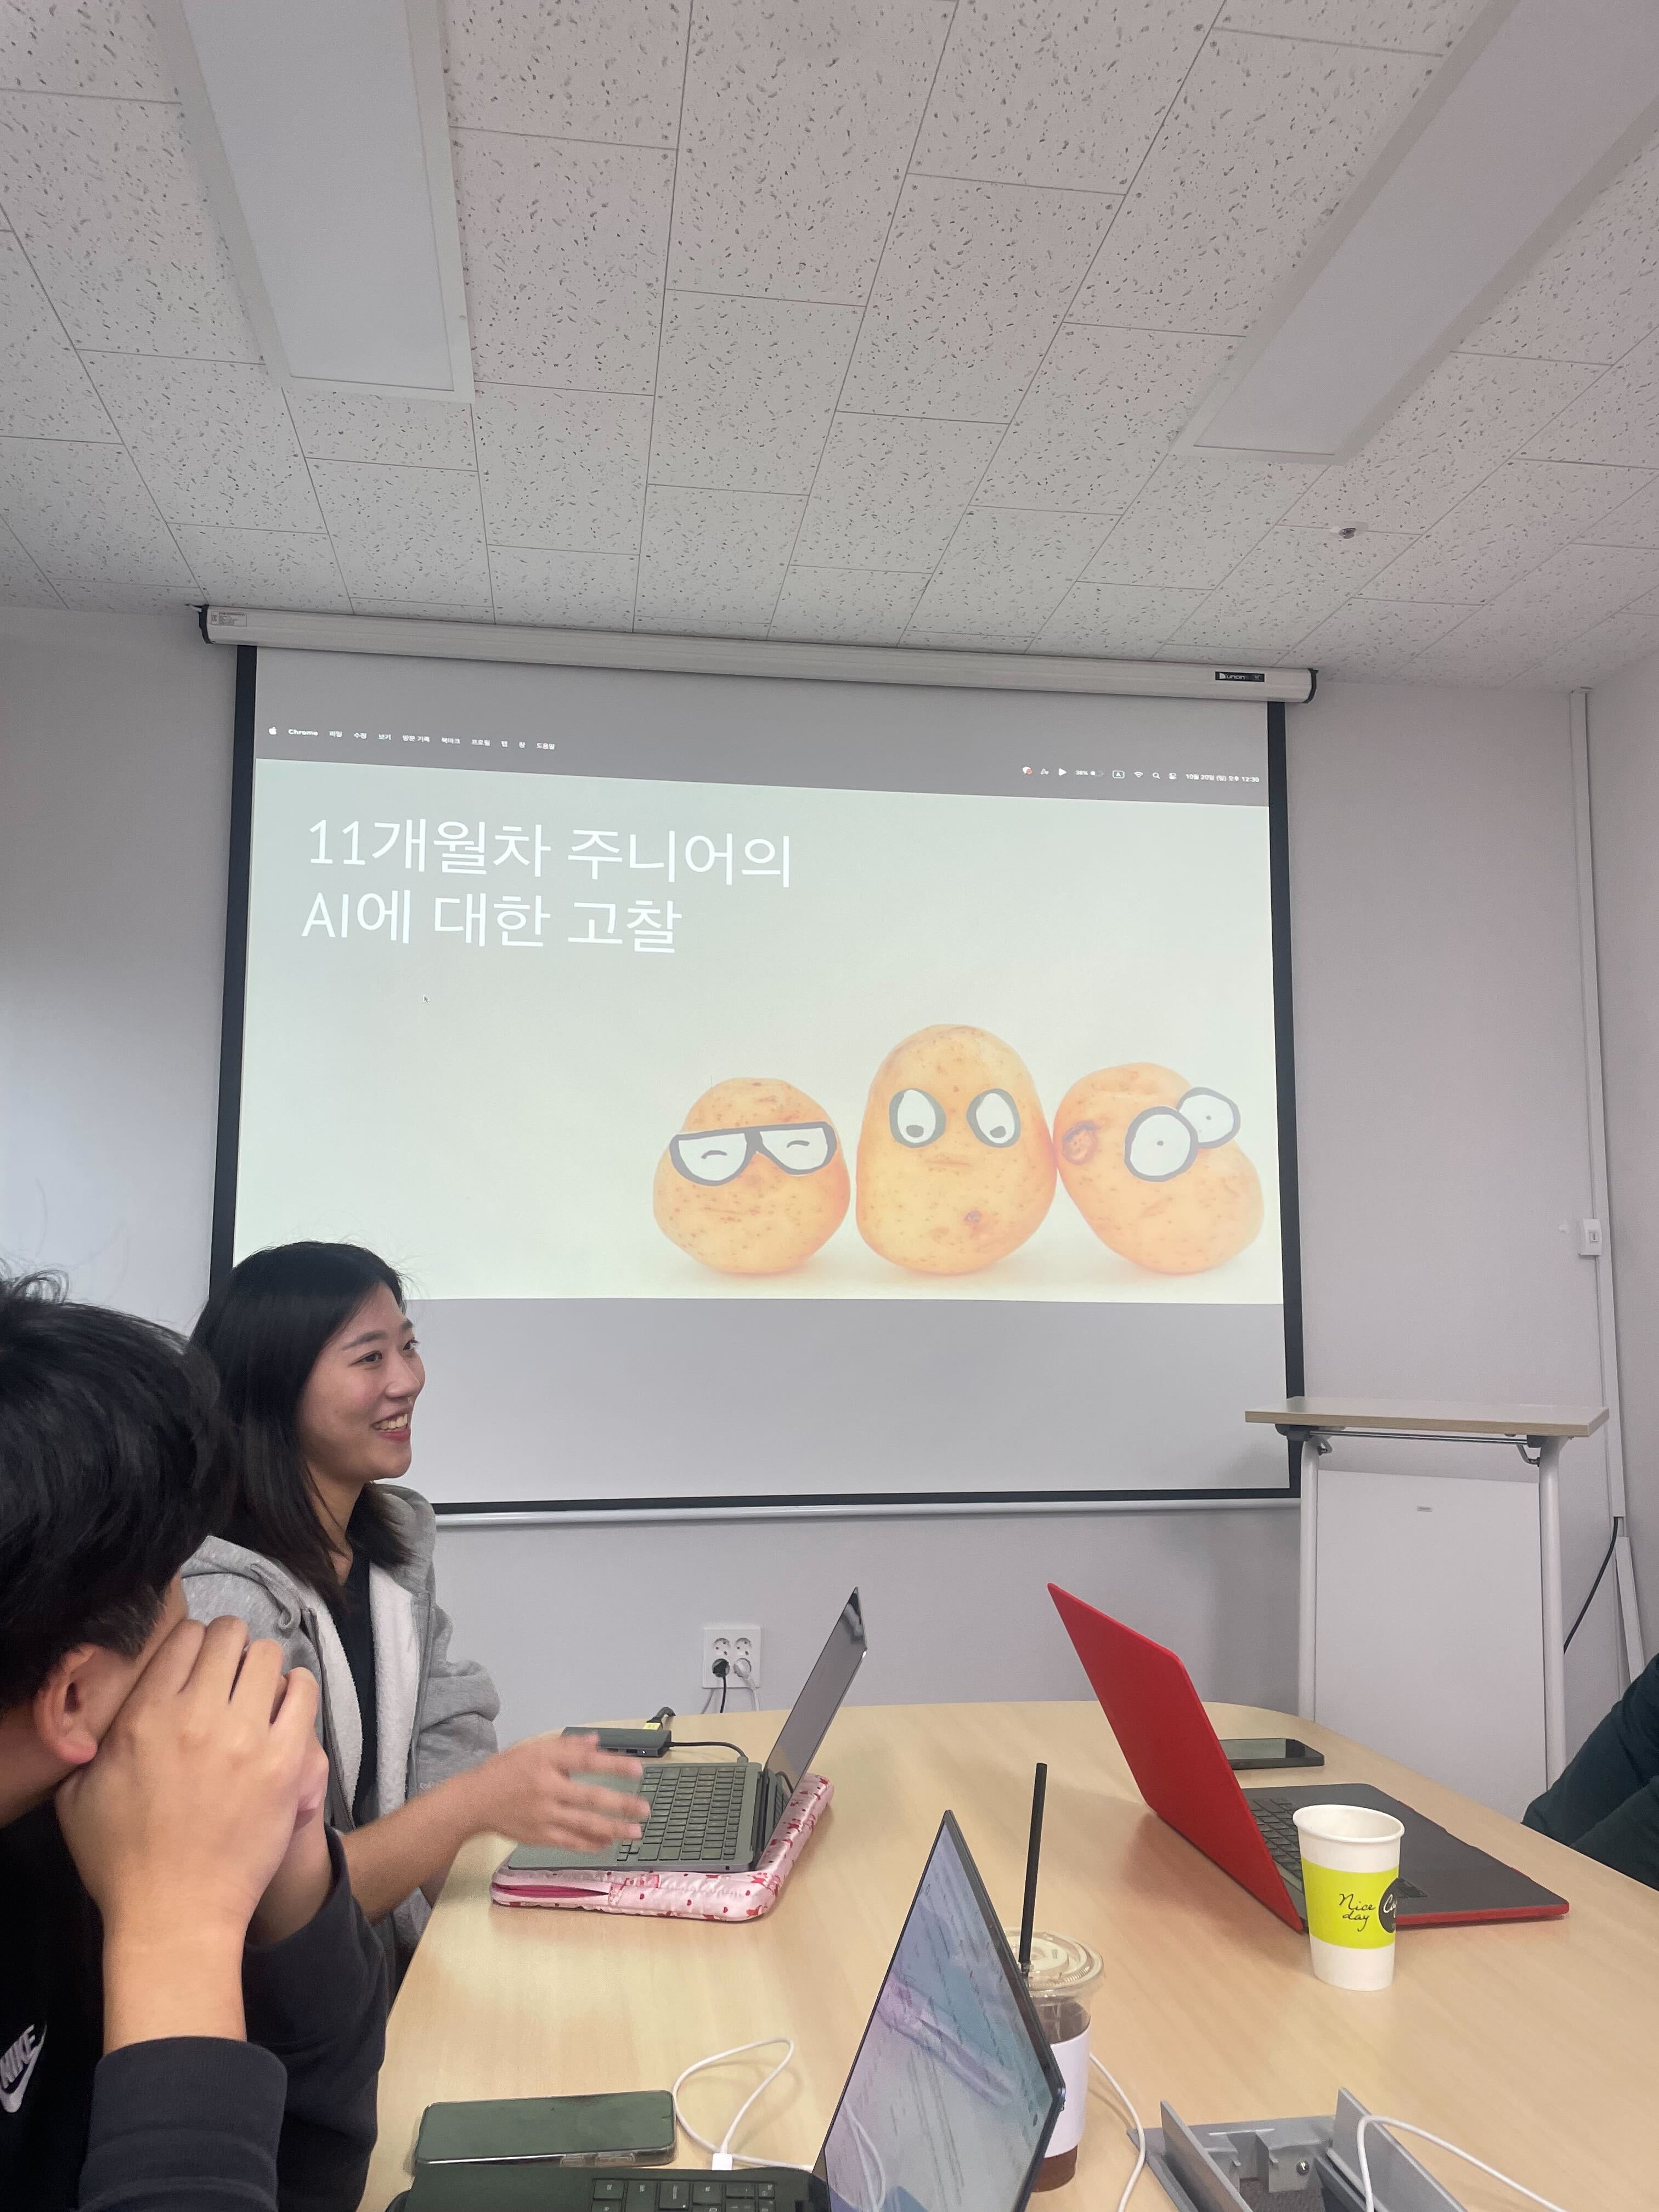 Chrome 파일 수정 보기 방문 기록 북마크 프로필 탭 창 도움말
38% A 10월 20일 (일) 오후 12:30
11개월차 주니어의
AI에 대한 고찰
Nice
day
NIKE